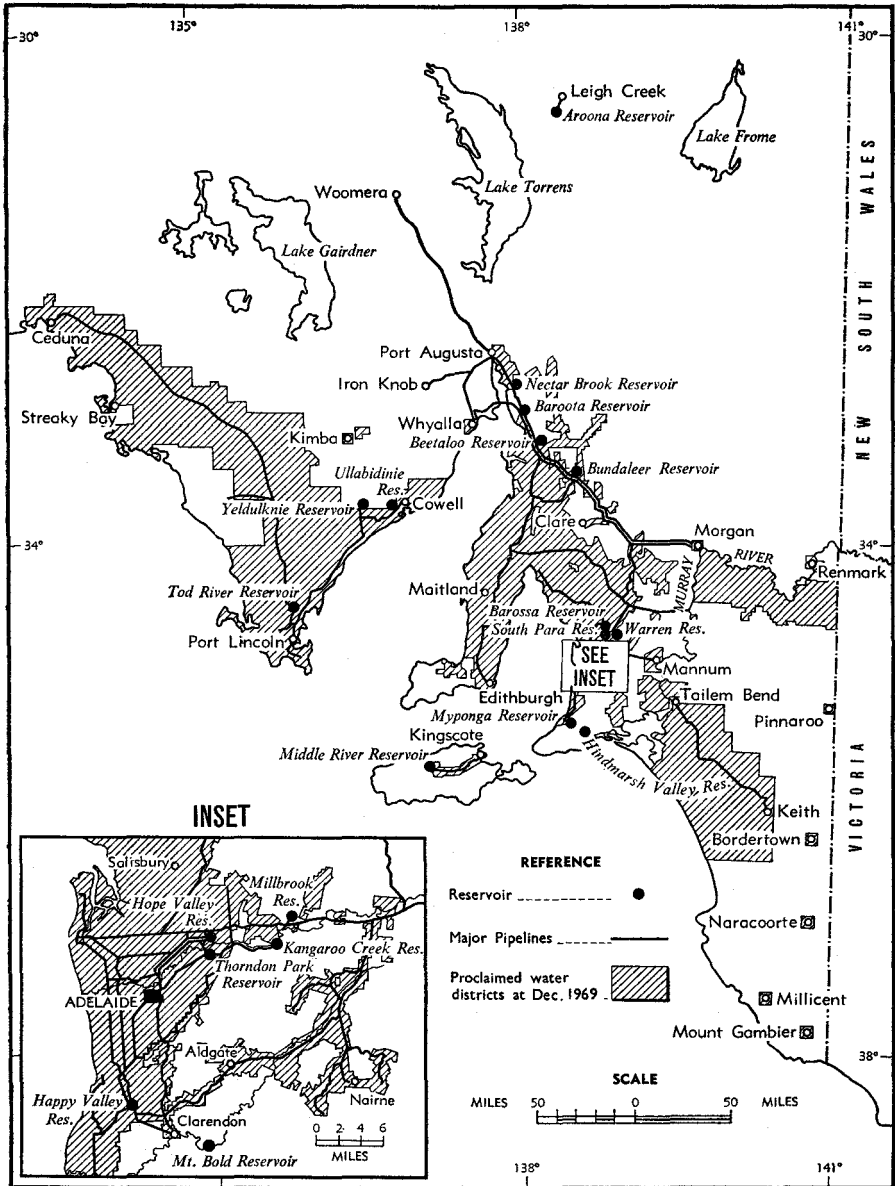 135°
138°
141°
30°
30°
Leigh Creek
Aroona Reservoir
Lake Frome
Lake Torrens
Woomera
Lake Gairdner
NEW SOUTH WALES
Ceduna
Port Augusta
Iron Knob
Nectar Brook Reservoir
Baroota Reservoir
Streaky Bay
Whyalla
Kimba
Beetaloo Reservoir
Ullabidinie
Res.
Bundaleer Reservoir
Yeldulknie Reservoir
Cowell
Clare
Morgan
34°
34°
RIVER
MURRAY
Renmark
Maitland
Tod River Reservoir
Barossa Reservoir
South Para Res.
Warren Res.
Port Lincoln
SEE
INSET
Mannum
Edithburgh
Tailem Bend
Myponga Reservoir
Pinnaroo
Kingscote
Middle River Reservoir
Hindmarsh Valley Res.
VICTORIA
Keith
Bordertown
INSET
Salisbury
Millbrook
Res.
Hope Valley
Res.
Kangaroo Creek Res.
Thorndon Park
Reservoir
ADELAIDE
Aldgate
Nairne
Happy Valley
Res.
Clarendon
0 2 4 6
MILES
Mt. Bold Reservoir
REFERENCE
Reservoir
Major Pipelines
Proclaimed water
districts at Dec. 1969
Naracoorte
Millicent
Mount Gambier
38°
SCALE
MILES 50 0 50 MILES
138°
141°